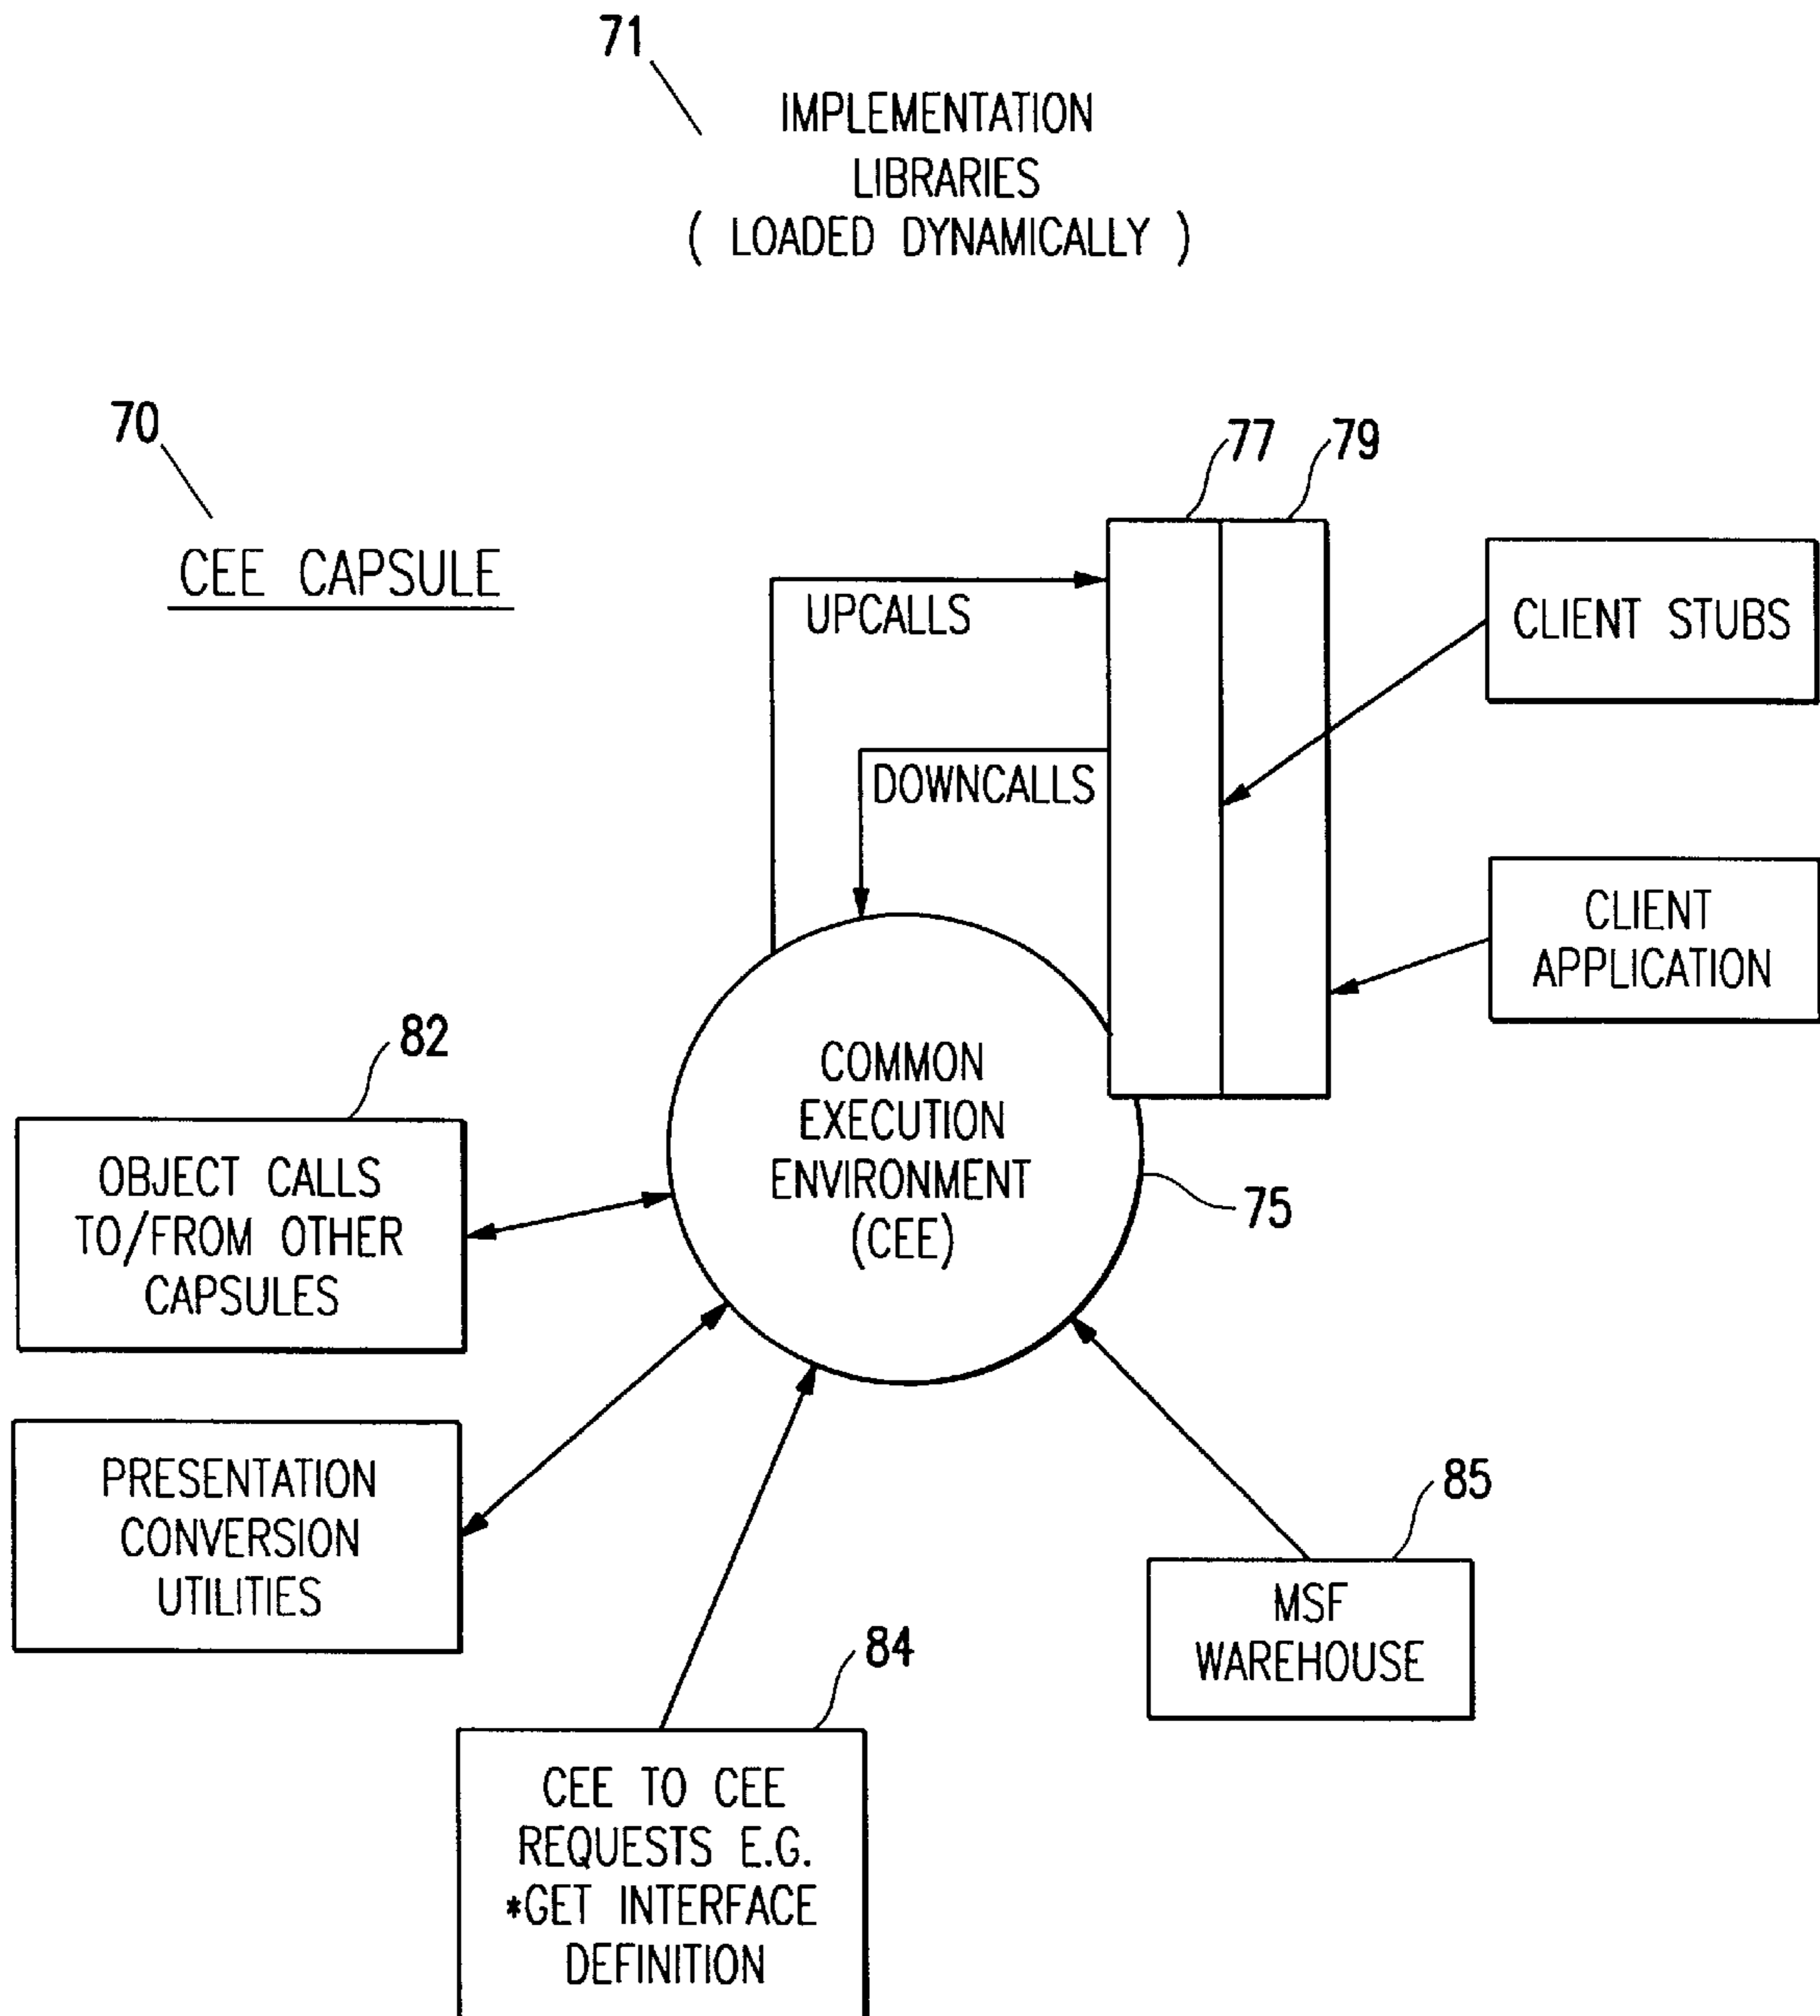 71
IMPLEMENTATION
LIBRARIES
( LOADED DYNAMICALLY )
70
CEE CAPSULE
77
79
UPCALLS
CLIENT STUBS
DOWNCALLS
CLIENT
APPLICATION
82
COMMON
EXECUTION
ENVIRONMENT
(CEE)
75
OBJECT CALLS
TO/FROM OTHER
CAPSULES
PRESENTATION
CONVERSION
UTILITIES
85
MSF
WAREHOUSE
84
CEE TO CEE
REQUESTS E.G.
*GET INTERFACE
DEFINITION